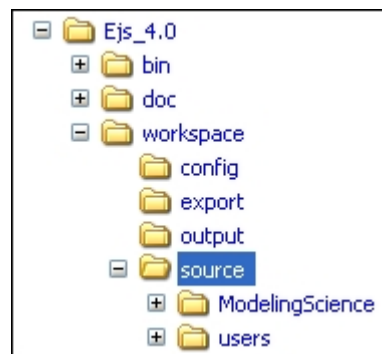 Ejs_4.0
bin
doc
workspace
config
export
output
source
ModelingScience
users